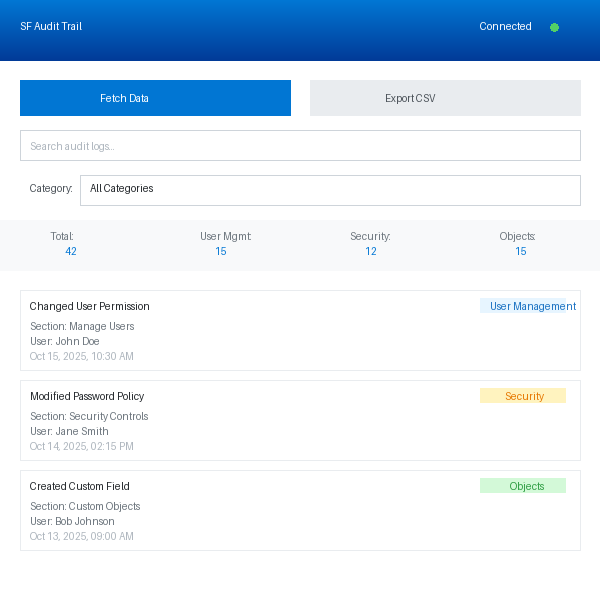 SF Audit Trail
Connected
Fetch Data
Export CSV
Search audit logs...
Category:
All Categories
Total: User Mgmt: Security: Objects:
42 15 12 15
Changed User Permission
User Management
Section: Manage Users
User: John Doe
Oct 15, 2025, 10:30 AM
Modified Password Policy
Security
Section: Security Controls
User: Jane Smith
Oct 14, 2025, 02:15 PM
Created Custom Field
Objects
Section: Custom Objects
User: Bob Johnson
Oct 13, 2025, 09:00 AM